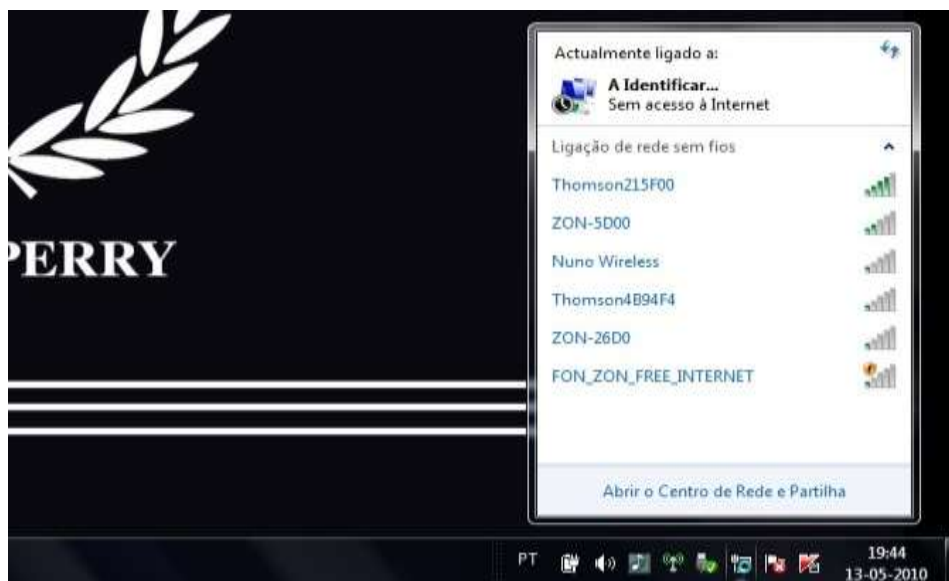 PERRY
Actualmente ligado a:
A Identificar...
Sem acesso à Internet
Ligação de rede sem fios
Thomson215F00
ZON-5D00
Nuno Wireless
Thomson4B94F4
ZON-26D0
FON_ZON_FREE_INTERNET
Abrir o Centro de Rede e Partilha
PT
19:44
13-05-2010